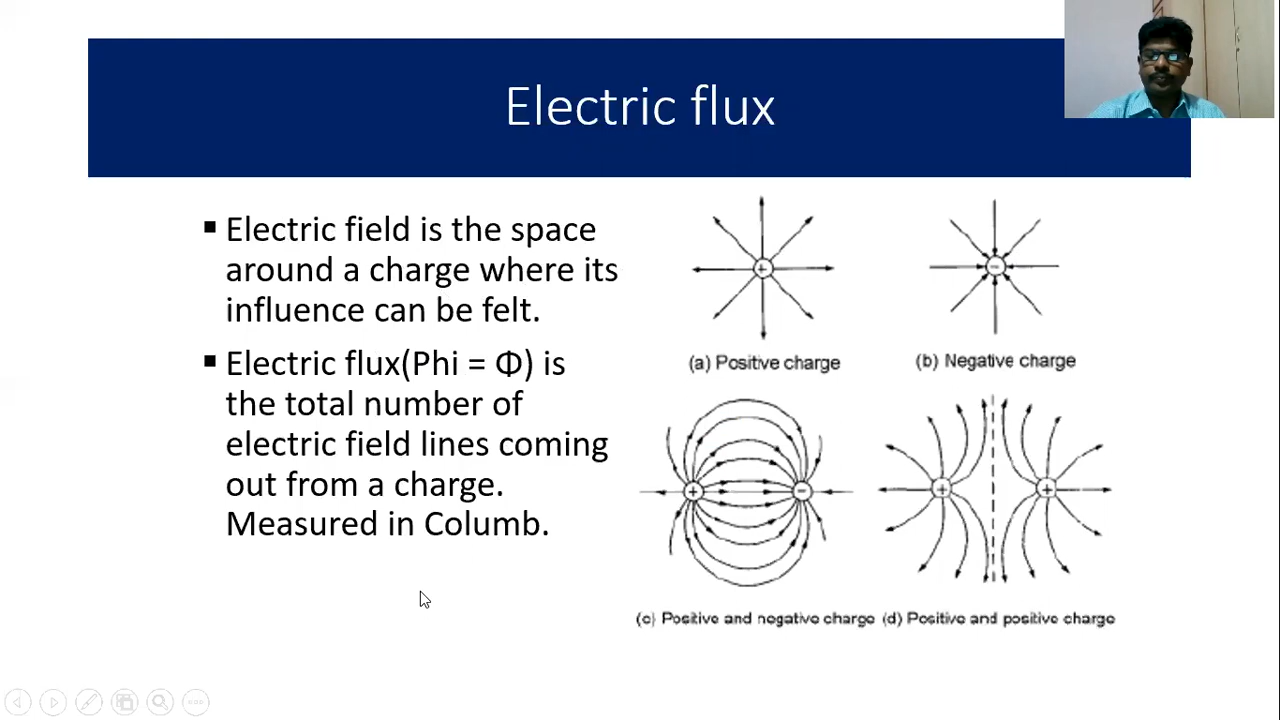 Electric flux
▪ Electric field is the space
around a charge where its
influence can be felt.
▪ Electric flux(Phi = Φ) is
the total number of
electric field lines coming
out from a charge.
Measured in Columb.
+
-
(a) Positive charge
(b) Negative charge
+
-
+
+
(c) Positive and negative charge
(d) Positive and positive charge